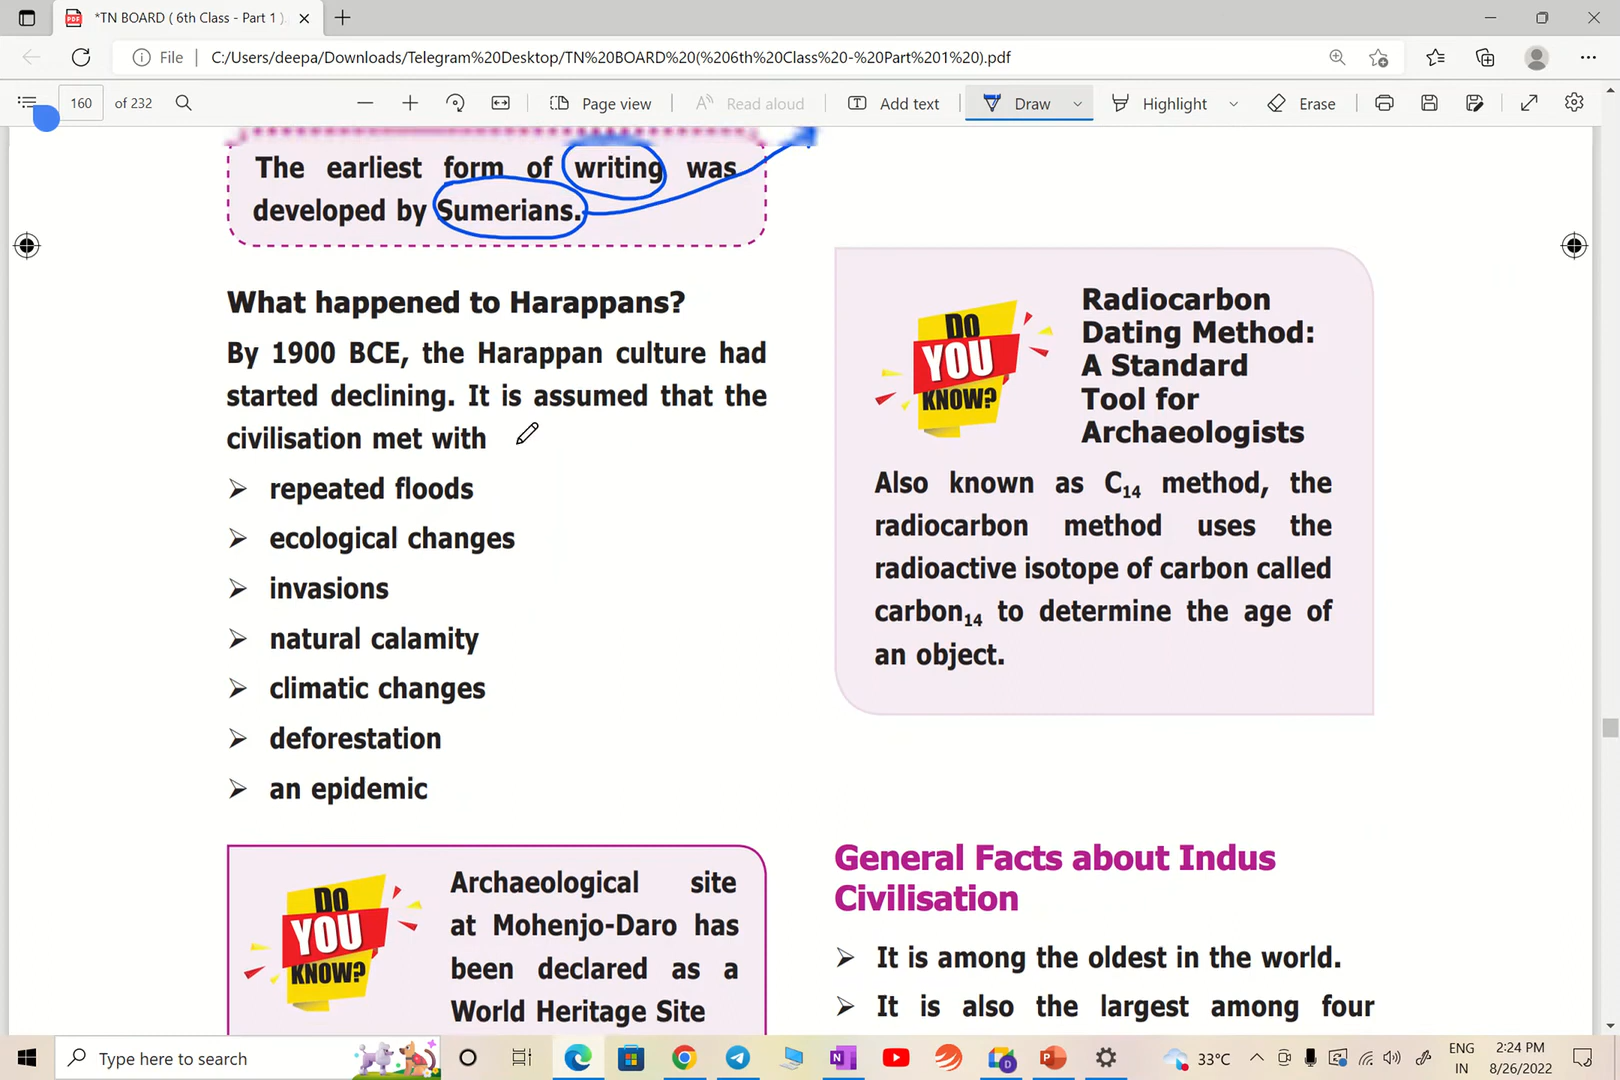 *TN BOARD ( 6th Class - Part 1 )
File
C:/Users/deepa/Downloads/Telegram%20Desktop/TN%20BOARD%20(%206th%20Class%20-%20Part%201%20).pdf
160 of 232
Page view
Read aloud
Add text
Draw
Highlight
Erase
The earliest form of writing was
developed by Sumerians.
What happened to Harappans?
By 1900 BCE, the Harappan culture had
started declining. It is assumed that the
civilisation met with
➢ repeated floods
➢ ecological changes
➢ invasions
➢ natural calamity
➢ climatic changes
➢ deforestation
➢ an epidemic
DO
YOU
KNOW?
Archaeological site
at Mohenjo-Daro has
been declared as a
World Heritage Site
DO
YOU
KNOW?
Radiocarbon
Dating Method:
A Standard
Tool for
Archaeologists
Also known as C14 method, the
radiocarbon method uses the
radioactive isotope of carbon called
carbon14 to determine the age of
an object.
General Facts about Indus
Civilisation
➢ It is among the oldest in the world.
➢ It is also the largest among four
Type here to search
33°C
ENG
IN
2:24 PM
8/26/2022